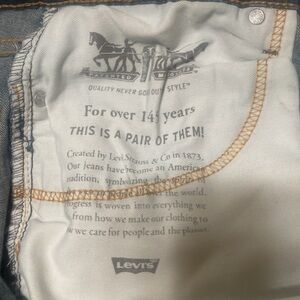 QUALITY NEVER GOES OUT OF STYLE™
For over 14 years
THIS IS A PAIR OF THEM!
Created by Levi Strauss & Co in 1873.
Our jeans have become an American
symbolizing the
the world.
rogress is woven into everything we
from how we make our clothing to
w we care for people and the planet.
LEVI'S